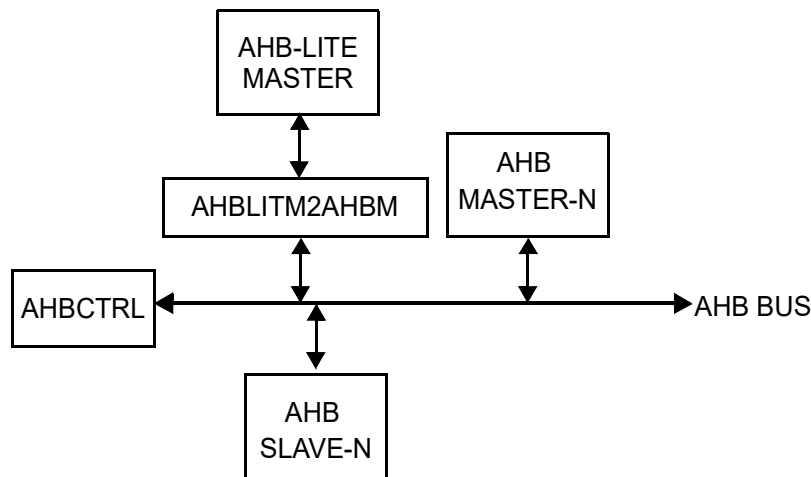 AHB-LITE
MASTER
AHB
MASTER-N
AHBLITM2AHBM
AHBCTRL
AHB BUS
AHB
SLAVE-N